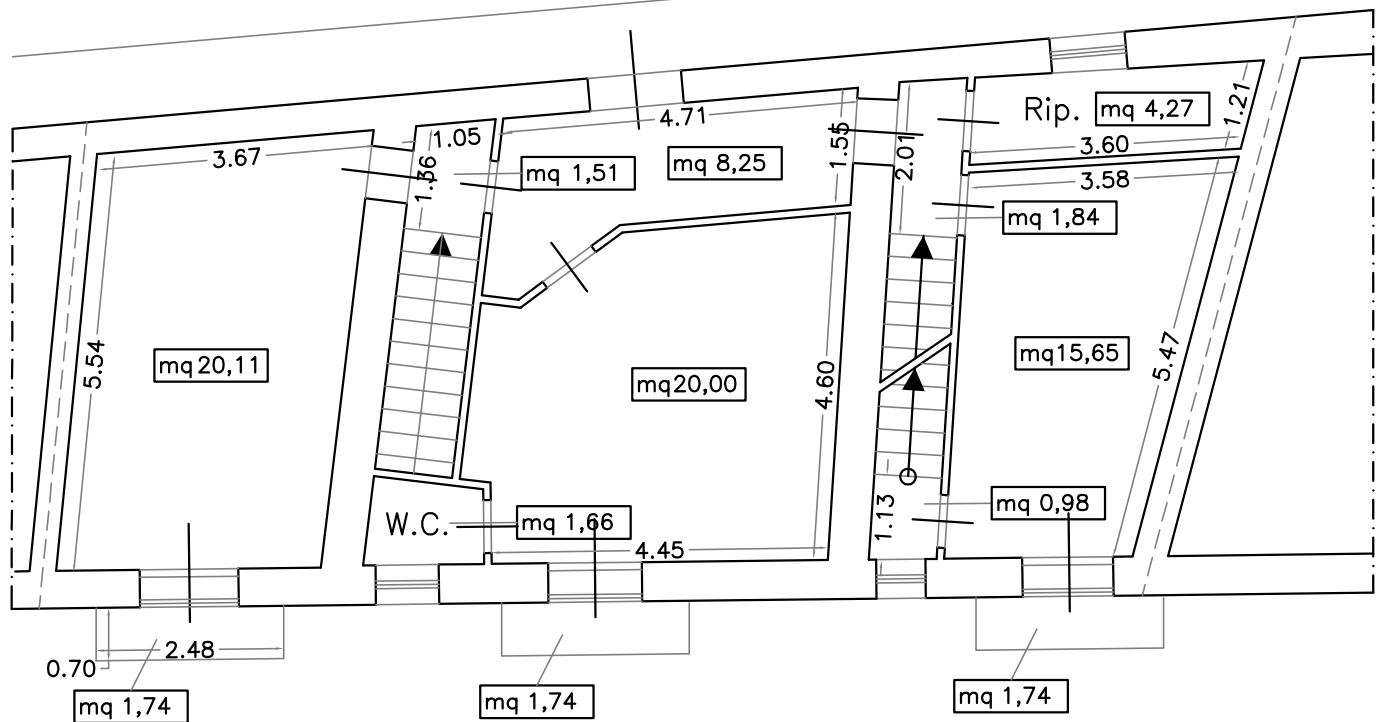 Rip.
mq 4,27
1.21
3.60
3.58
4.71
1.05
3.67
1.36
mq 1,51
mq 8,25
1.55
2.01
mq 1,84
5.54
mq 20,11
mq20,00
4.60
mq15,65
5.47
W.C.
mq 1,66
4.45
1.13
mq 0,98
2.48
0.70
mq 1,74
mq 1,74
mq 1,74